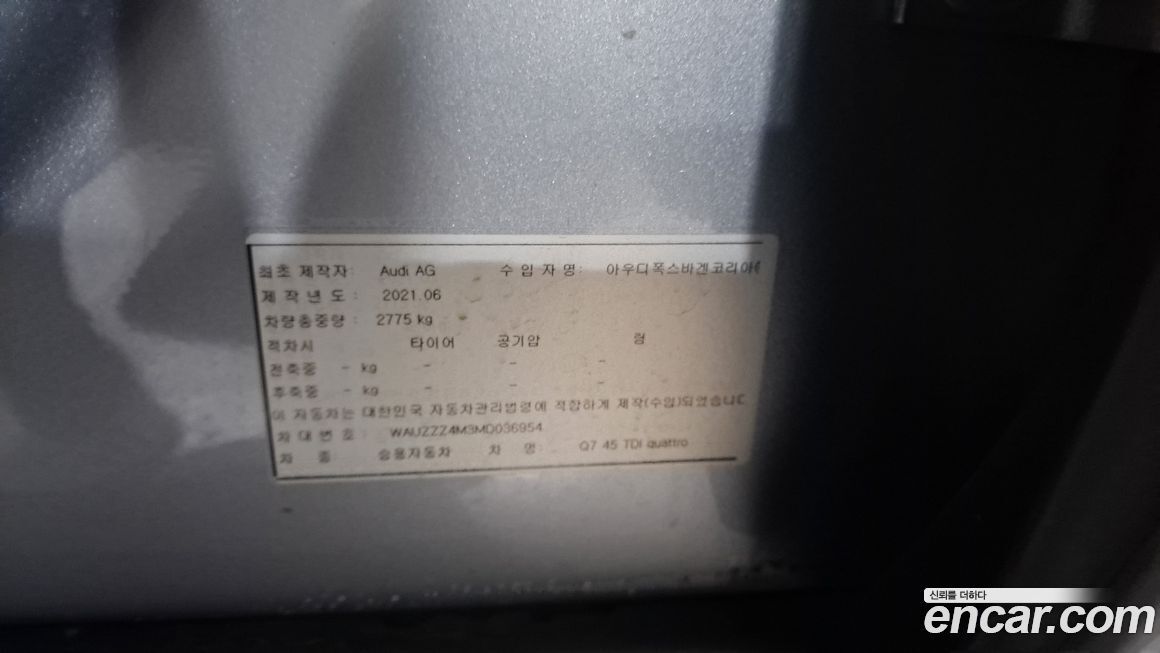 최초 제작자: Audi AG 수 입 자 명: 아우디폭스바겐코리아(
제 작 년 도 : 2021.06
차량총중량 : 2775 kg
적차시 타이어 공기압 림
전축중 - kg - - -
후축중 - kg - - -
이 자동차는 대한민국 자동차관리법령에 적합하게 제작(수입)되었습니다
차 대 번 호 : WAUZZZ4M3MD036954
차 종 승용자동차 차 명: Q7 45 TDI quattro
신뢰를 더하다
encar.com